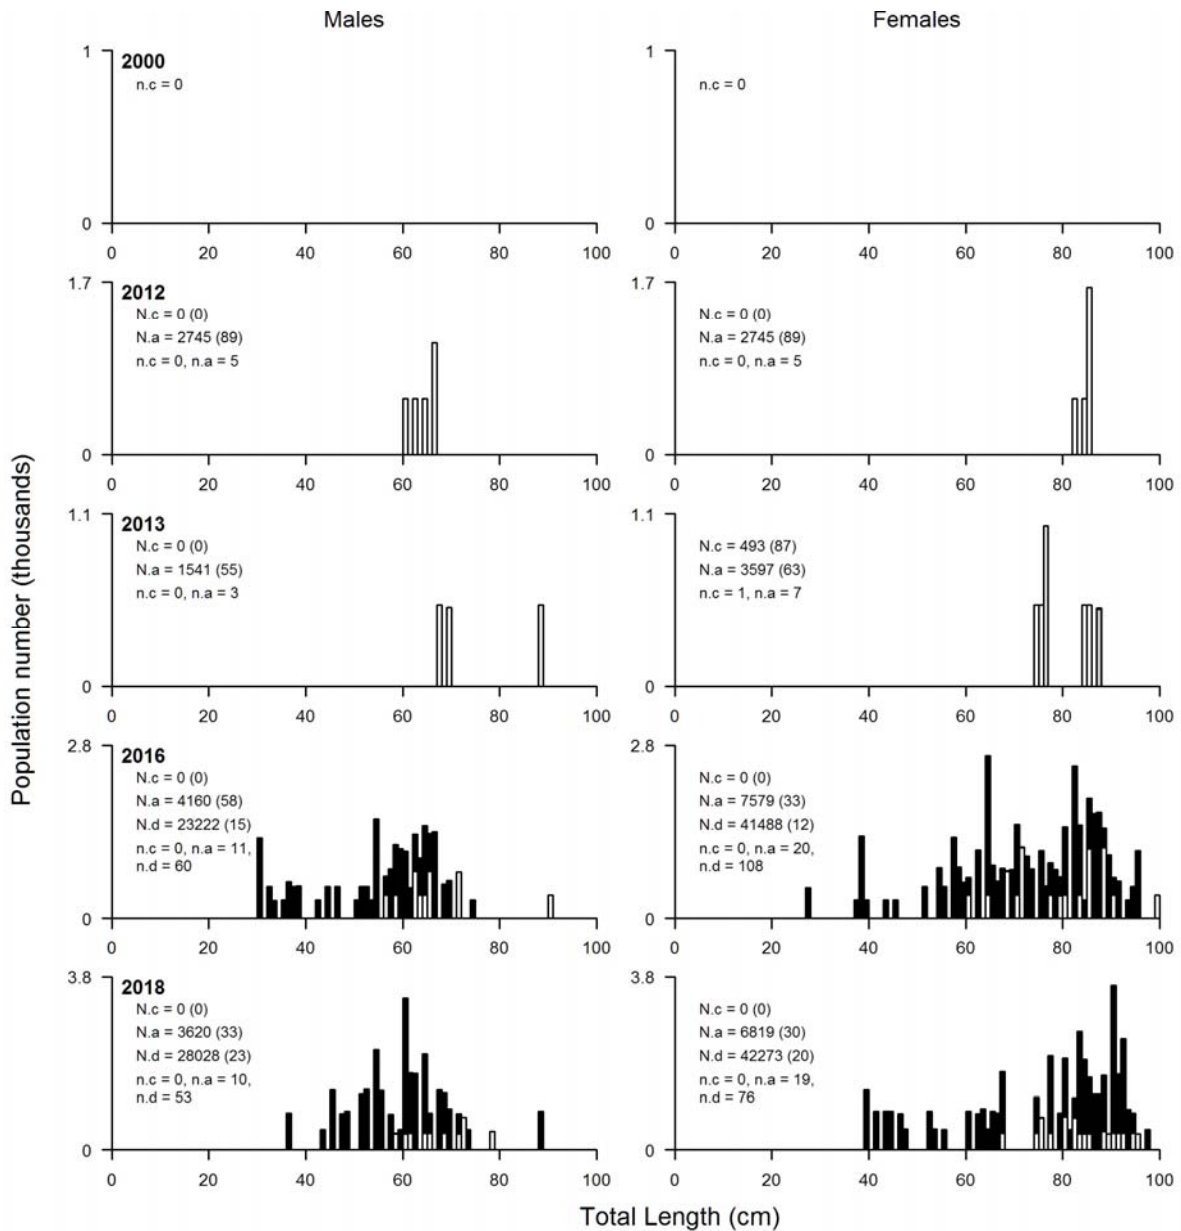 Males
Females
1
2000
n.c = 0
0
0 20 40 60 80 100
n.c = 0
1
0
0 20 40 60 80 100
1.7
2012
N.c = 0 (0)
N.a = 2745 (89)
n.c = 0, n.a = 5
0
0 20 40 60 80 100
1.7
N.c = 0 (0)
N.a = 2745 (89)
n.c = 0, n.a = 5
0
0 20 40 60 80 100
1.1
2013
N.c = 0 (0)
N.a = 1541 (55)
n.c = 0, n.a = 3
0
0 20 40 60 80 100
1.1
N.c = 493 (87)
N.a = 3597 (63)
n.c = 1, n.a = 7
0
0 20 40 60 80 100
Population number (thousands)
2.8
2016
N.c = 0 (0)
N.a = 4160 (58)
N.d = 23222 (15)
n.c = 0, n.a = 11,
n.d = 60
0
0 20 40 60 80 100
2.8
N.c = 0 (0)
N.a = 7579 (33)
N.d = 41488 (12)
n.c = 0, n.a = 20,
n.d = 108
0
0 20 40 60 80 100
3.8
2018
N.c = 0 (0)
N.a = 3620 (33)
N.d = 28028 (23)
n.c = 0, n.a = 10,
n.d = 53
0
0 20 40 60 80 100
3.8
N.c = 0 (0)
N.a = 6819 (30)
N.d = 42273 (20)
n.c = 0, n.a = 19,
n.d = 76
0
0 20 40 60 80 100
Total Length (cm)